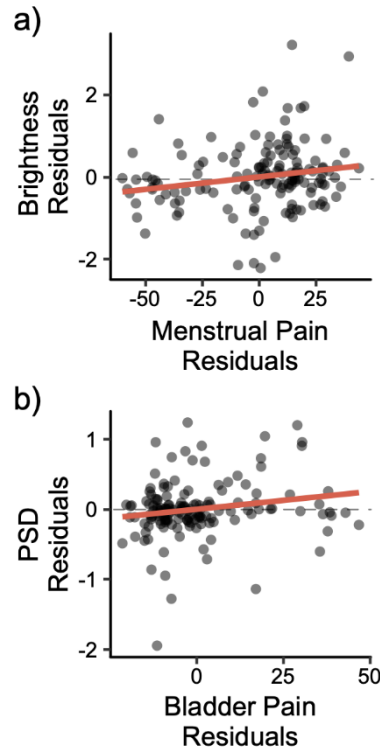 a)
Brightness
Residuals
2
0
-2
-50
-25
0
25
Menstrual Pain
Residuals
b)
PSD
Residuals
1
0
-1
-2
0
25
50
Bladder Pain
Residuals